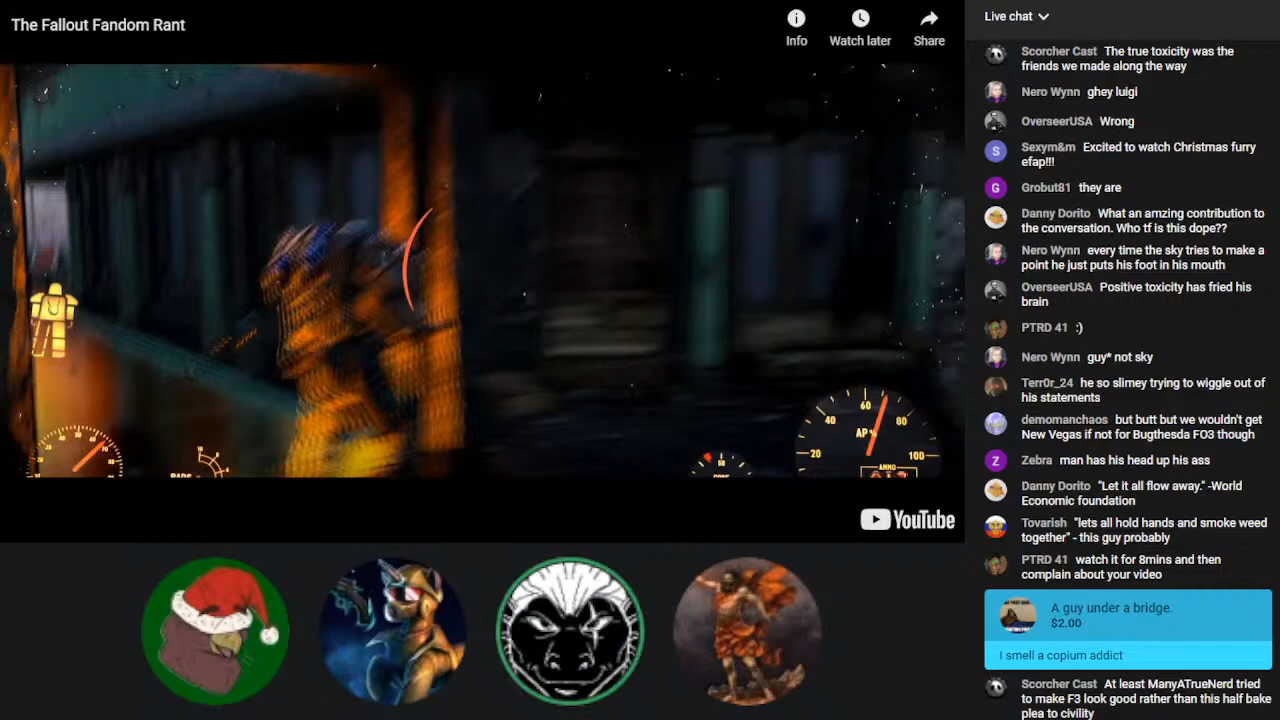 The Fallout Fandom Rant
Info
Watch later
Share
20
40
60
80
100
AP%
AMMO
YouTube
Live chat
Scorcher Cast The true toxicity was the
friends we made along the way
Nero Wynn ghey luigi
OverseerUSA Wrong
S
Sexym&m Excited to watch Christmas furry
efap!!!
G
Grobut81 they are
Danny Dorito What an amzing contribution to
the conversation. Who tf is this dope??
Nero Wynn every time the sky tries to make a
point he just puts his foot in his mouth
OverseerUSA Positive toxicity has fried his
brain
PTRD 41 :)
Nero Wynn guy* not sky
Terr0r_24 he so slimey trying to wiggle out of
his statements
demomanchaos but butt but we wouldn't get
New Vegas if not for Bugthesda FO3 though
Z
Zebra man has his head up his ass
Danny Dorito "Let it all flow away." -World
Economic foundation
Tovarish "lets all hold hands and smoke weed
together" - this guy probably
PTRD 41 watch it for 8mins and then
complain about your video
A guy under a bridge.
$2.00
I smell a copium addict
Scorcher Cast At least ManyATrueNerd tried
to make F3 look good rather than this half bake
plea to civility